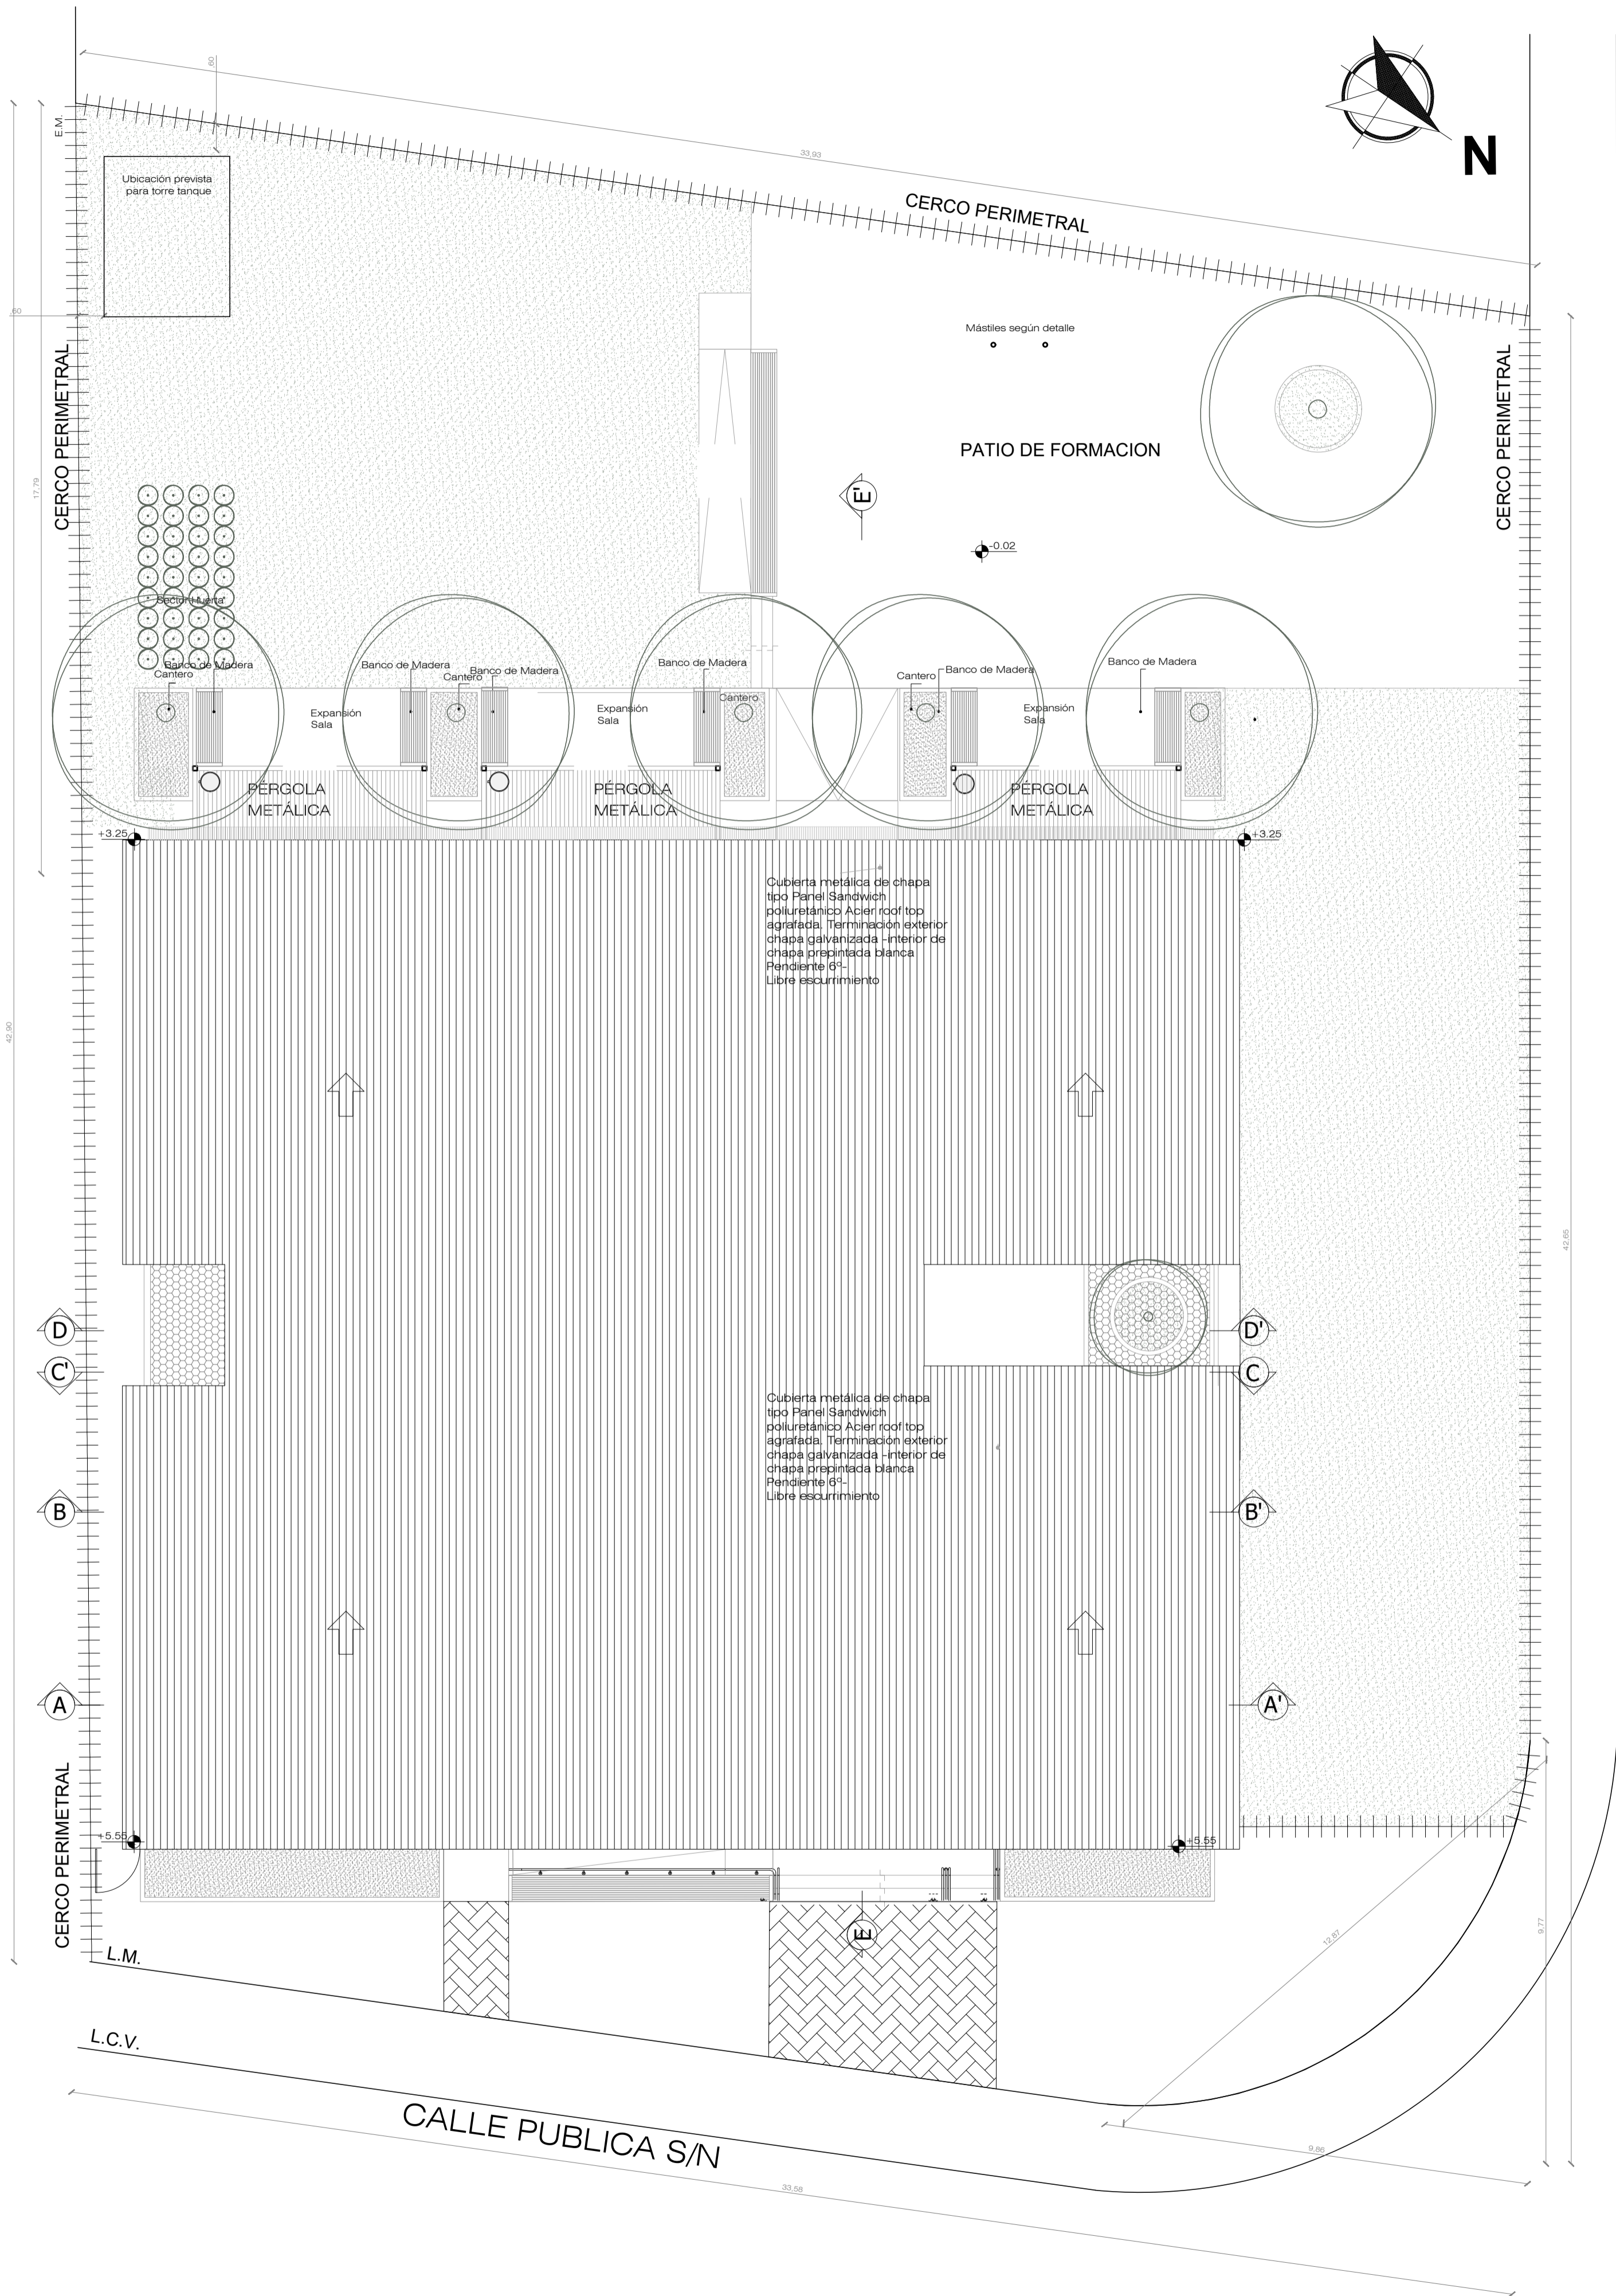 .60
33,93
N
E.M.
Ubicación prevista
para torre tanque
CERCO PERIMETRAL
.60
Mástiles según detalle
CERCO PERIMETRAL
CERCO PERIMETRAL
PATIO DE FORMACION
17,79
E'
-0.02
Sector Huerta
Banco de Madera
Cantero
Banco de Madera
Cantero
Banco de Madera
Banco de Madera
Cantero
Cantero
Banco de Madera
Banco de Madera
Expansión
Sala
Expansión
Sala
Expansión
Sala
PÉRGOLA
METÁLICA
PÉRGOLA
METÁLICA
PÉRGOLA
METÁLICA
+3.25
+3.25
Cubierta metálica de chapa
tipo Panel Sandwich
poliuretánico Acier roof top
agrafada. Terminación exterior
chapa galvanizada -interior de
chapa prepintada blanca
Pendiente 6º-
Libre escurrimiento
42,90
42,65
D
D'
C'
C
Cubierta metálica de chapa
tipo Panel Sandwich
poliuretánico Acier roof top
agrafada. Terminación exterior
chapa galvanizada -interior de
chapa prepintada blanca
Pendiente 6º-
Libre escurrimiento
B
B'
A
A'
CERCO PERIMETRAL
+5.55
+5.55
E
L.M.
12,87
9,77
L.C.V.
CALLE PUBLICA S/N
9,86
33,58